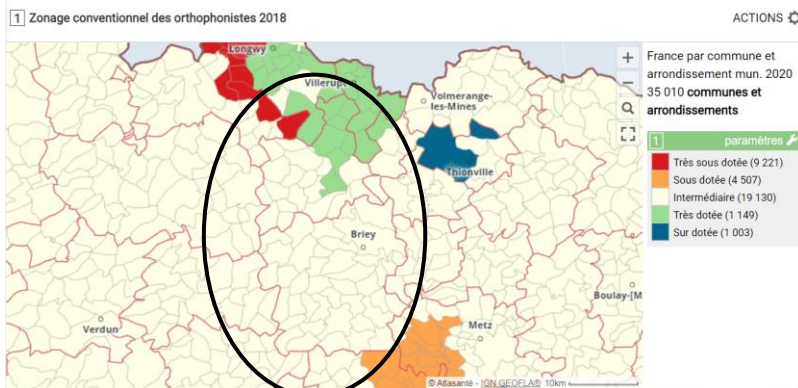 1 Zonage conventionnel des orthophonistes 2018
ACTIONS
Longwy
Villerupt
Volmerange-
les-Mines
Thionville
Briey
Verdun
Metz
Boulay-[M
© Atlasanté - IGN GEOFLA® 10km
+
−
France par commune et
arrondissement mun. 2020
35 010 communes et
arrondissements
1 paramètres
Très sous dotée (9 221)
Sous dotée (4 507)
Intermédiaire (19 130)
Très dotée (1 149)
Sur dotée (1 003)